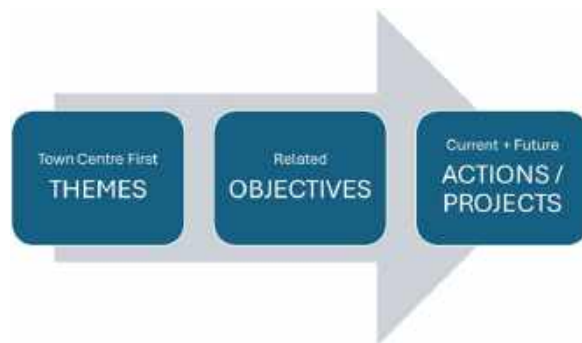 Town Centre First
THEMES
Related
OBJECTIVES
Current + Future
ACTIONS /
PROJECTS